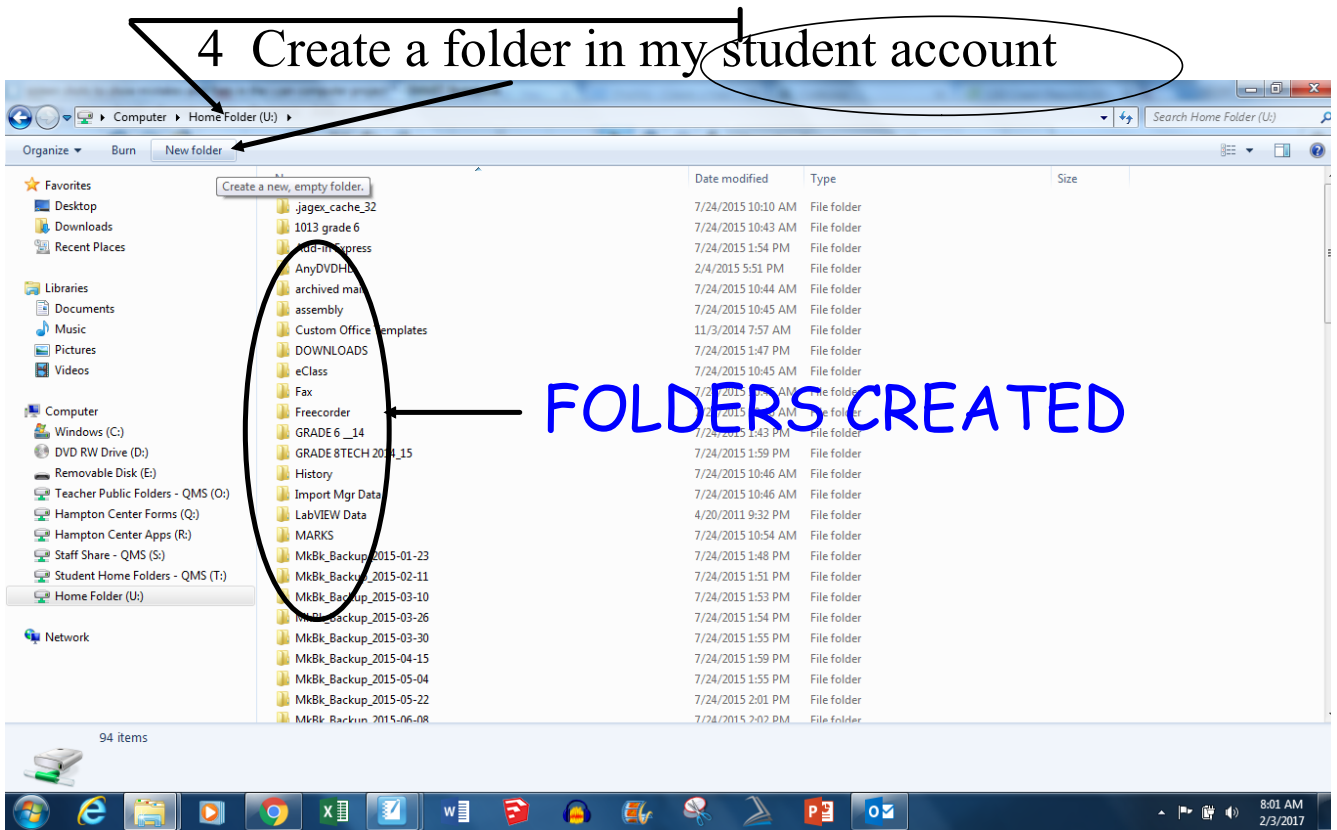 4 Create a folder in my student account
Computer Home Folder (U:)
Search Home Folder (U:)
Organize Burn New folder
Date modified Type Size
Create a new, empty folder.
Favorites
Desktop
Downloads
Recent Places
Libraries
Documents
Music
Pictures
Videos
Computer
Windows (C:)
DVD RW Drive (D:)
Removable Disk (E:)
Teacher Public Folders - QMS (O:)
Hampton Center Forms (Q:)
Hampton Center Apps (R:)
Staff Share - QMS (S:)
Student Home Folders - QMS (T:)
Home Folder (U:)
Network
.jagex_cache_32 7/24/2015 10:10 AM File folder
1013 grade 6 7/24/2015 10:43 AM File folder
Add-in Express 7/24/2015 1:54 PM File folder
AnyDVDHD 2/4/2015 5:51 PM File folder
archived mail 7/24/2015 10:44 AM File folder
assembly 7/24/2015 10:45 AM File folder
Custom Office Templates 11/3/2014 7:57 AM File folder
DOWNLOADS 7/24/2015 1:47 PM File folder
eClass 7/24/2015 10:45 AM File folder
Fax File folder
Freecorder File folder
GRADE 6 __14 7/24/2015 1:43 PM File folder
GRADE 8TECH 2014_15 7/24/2015 1:59 PM File folder
History 7/24/2015 10:46 AM File folder
Import Mgr Data 7/24/2015 10:46 AM File folder
LabVIEW Data 4/20/2011 9:32 PM File folder
MARKS 7/24/2015 10:54 AM File folder
MkBk_Backup_2015-01-23 7/24/2015 1:48 PM File folder
MkBk_Backup_2015-02-11 7/24/2015 1:51 PM File folder
MkBk_Backup_2015-03-10 7/24/2015 1:53 PM File folder
MkBk_Backup_2015-03-26 7/24/2015 1:54 PM File folder
MkBk_Backup_2015-03-30 7/24/2015 1:55 PM File folder
MkBk_Backup_2015-04-15 7/24/2015 1:59 PM File folder
MkBk_Backup_2015-05-04 7/24/2015 1:55 PM File folder
MkBk_Backup_2015-05-22 7/24/2015 2:01 PM File folder
MkBk_Backup_2015-06-08 7/24/2015 2:02 PM File folder
FOLDERS CREATED
94 items
8:01 AM
2/3/2017